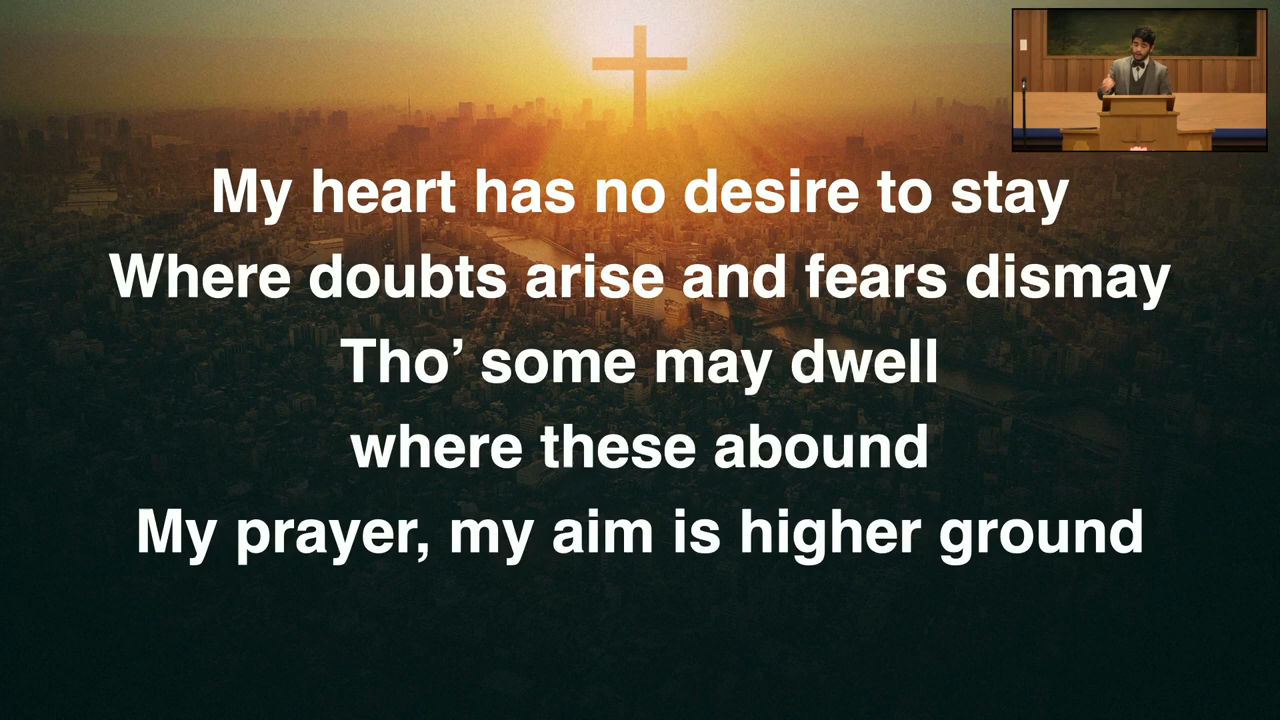 My heart has no desire to stay
Where doubts arise and fears dismay
Tho’ some may dwell
where these abound
My prayer, my aim is higher ground